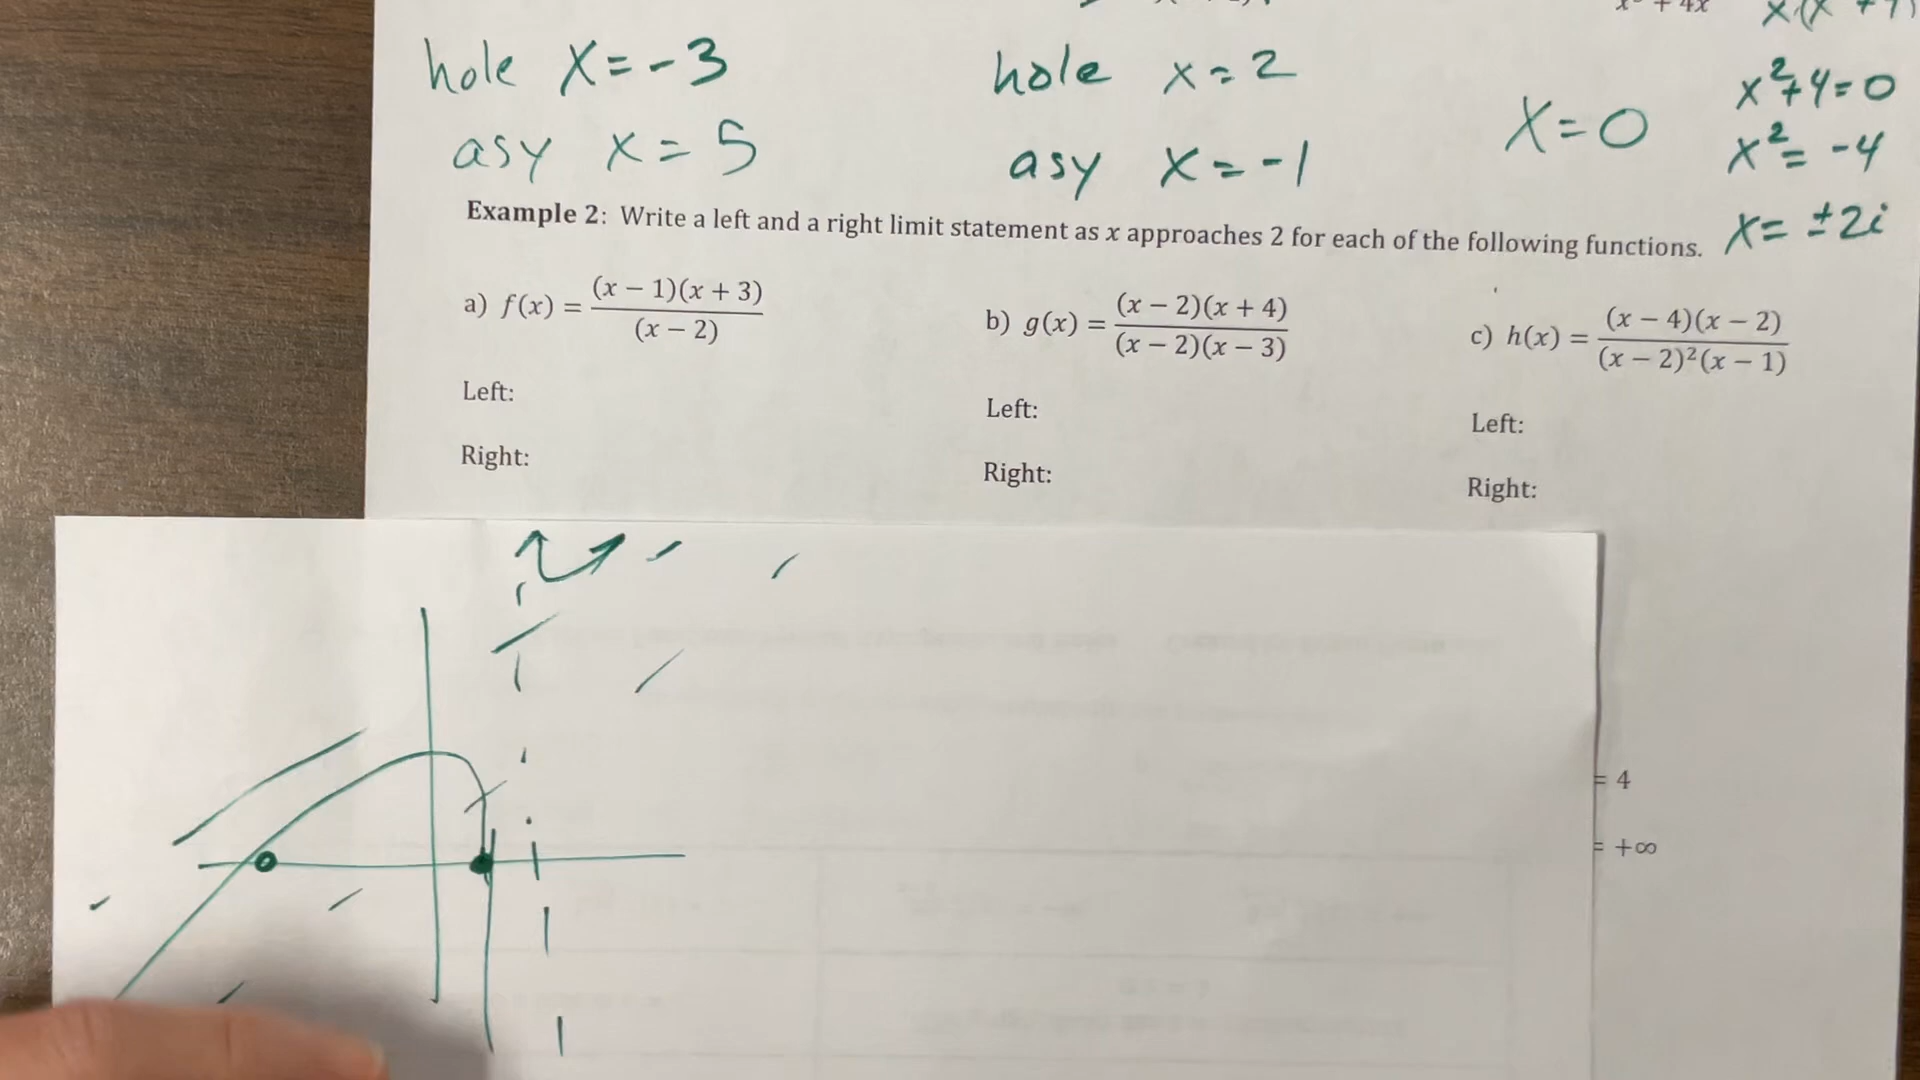 x² + 4x
hole x = -3
asy x = 5
hole x = 2
asy x = -1
x = 0
x² + 4 = 0
x² = -4
x = ±2i
Example 2: Write a left and a right limit statement as x approaches 2 for each of the following functions.
a) f(x) = (x − 1)(x + 3) / (x − 2)
Left:
Right:
b) g(x) = (x − 2)(x + 4) / (x − 2)(x − 3)
Left:
Right:
c) h(x) = (x − 4)(x − 2) / (x − 2)²(x − 1)
Left:
Right:
= 4
= +∞